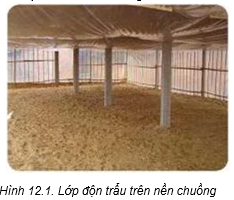 Hình 12.1. Lớp độn trấu trên nền chuồng